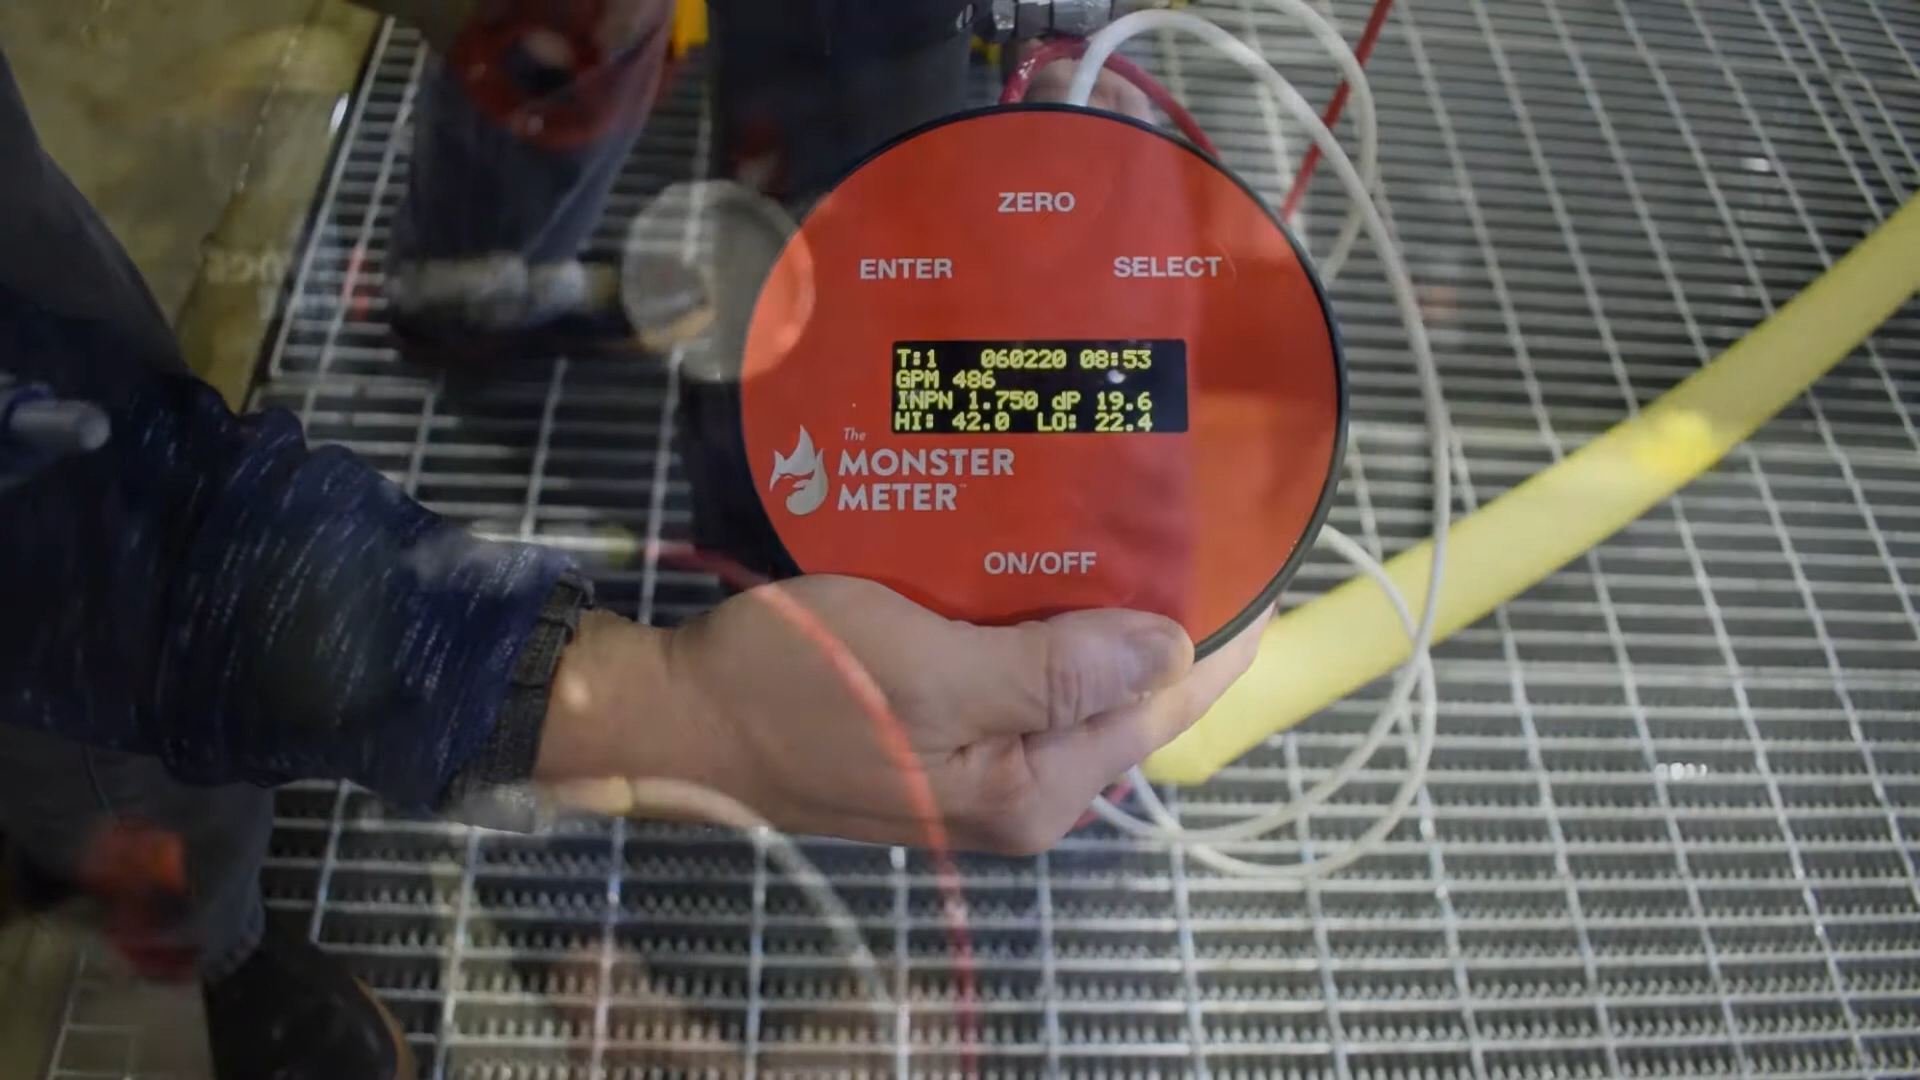 ZERO
ENTER
SELECT
T:1 060220 08:53
GPM 486
INPN 1.750 dP 19.6
HI: 42.0 LO: 22.4
The
MONSTER
METER™
ON/OFF